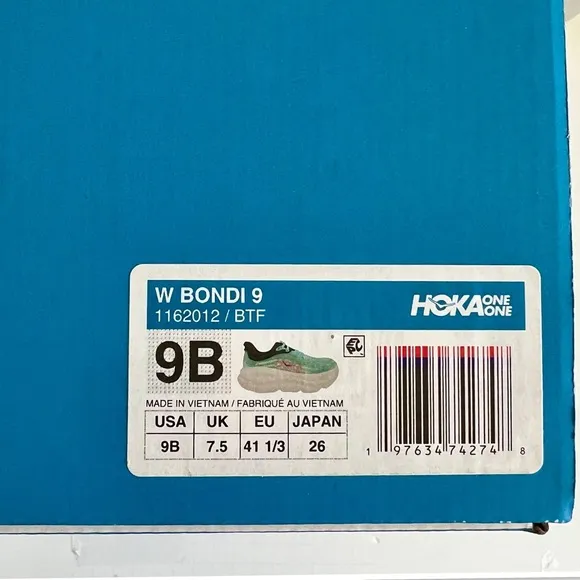 W BONDI 9
1162012 / BTF
HOKA ONE ONE
9B
MADE IN VIETNAM / FABRIQUÉ AU VIETNAM
USA UK EU JAPAN
9B 7.5 41 1/3 26
1 97634 74274 8